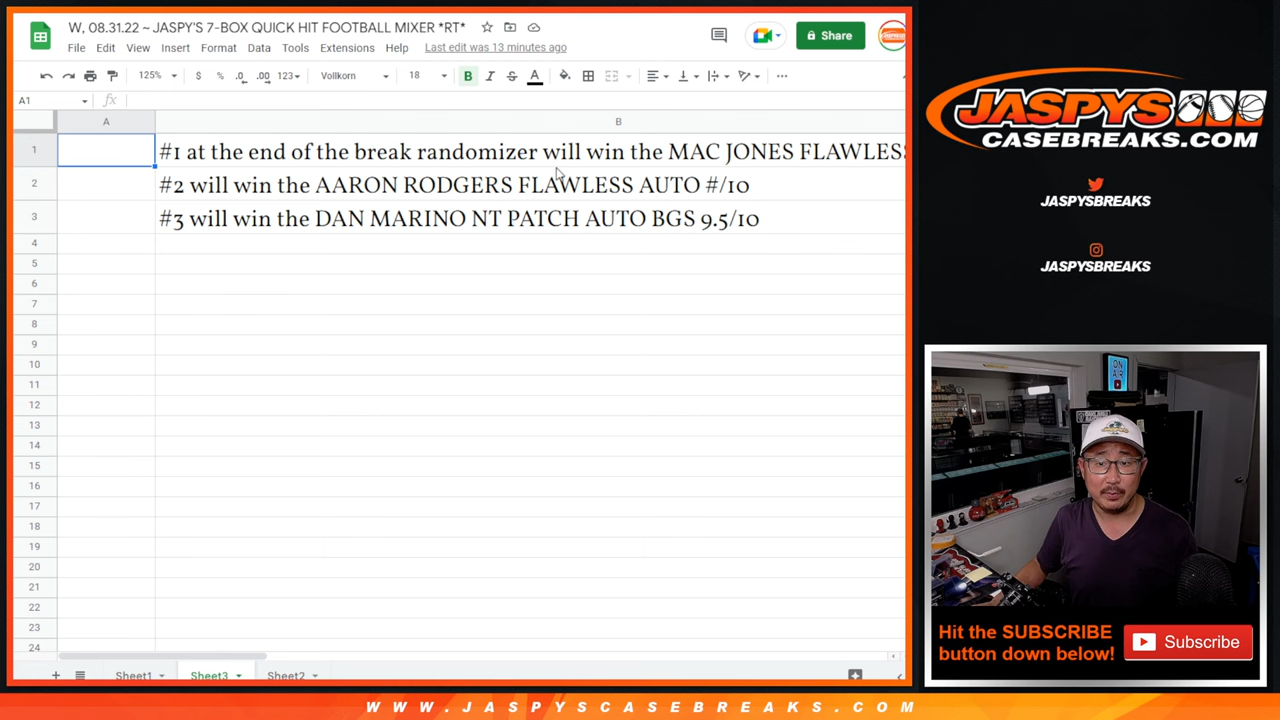 W, 08.31.22 ~ JASPY'S 7-BOX QUICK HIT FOOTBALL MIXER *RT*
File Edit View Insert Format Data Tools Extensions Help Last edit was 13 minutes ago
Share
125% $ % .0 .00 123 Vollkorn 18 B I S A
A1 fx
A B
1 #1 at the end of the break randomizer will win the MAC JONES FLAWLES
2 #2 will win the AARON RODGERS FLAWLESS AUTO #/10
3 #3 will win the DAN MARINO NT PATCH AUTO BGS 9.5/10
4
5
6
7
8
9
10
11
12
13
14
15
16
17
18
19
20
21
22
23
24
Sheet1 Sheet3 Sheet2
JASPYS
CASEBREAKS.COM
JASPYSBREAKS
JASPYSBREAKS
ON
AIR
Hit the SUBSCRIBE
button down below!
Subscribe
WWW.JASPYSCASEBREAKS.COM